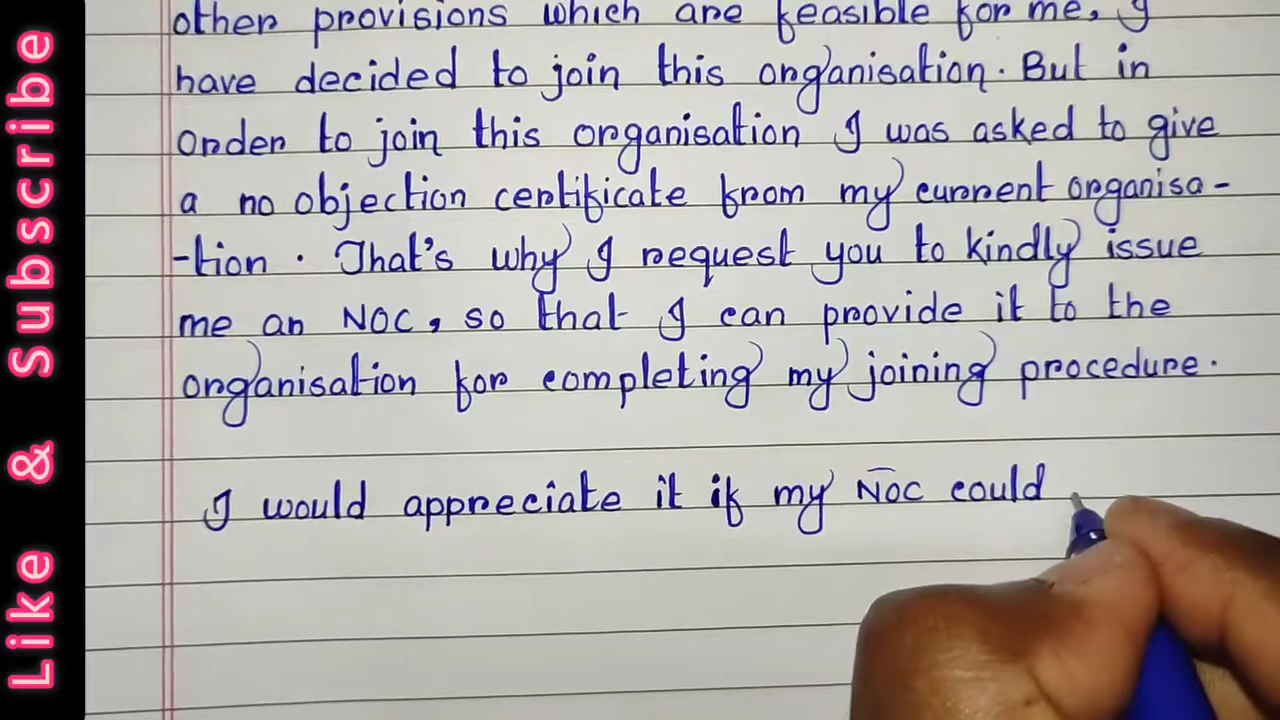 other provisions which are feasible for me, I
have decided to join this organisation. But in
order to join this organisation I was asked to give
a no objection certificate from my current organisa-
-tion. That's why I request you to kindly issue
me an NOC, so that I can provide it to the
organisation for completing my joining procedure.
I would appreciate it if my NOC could
Like & Subscribe